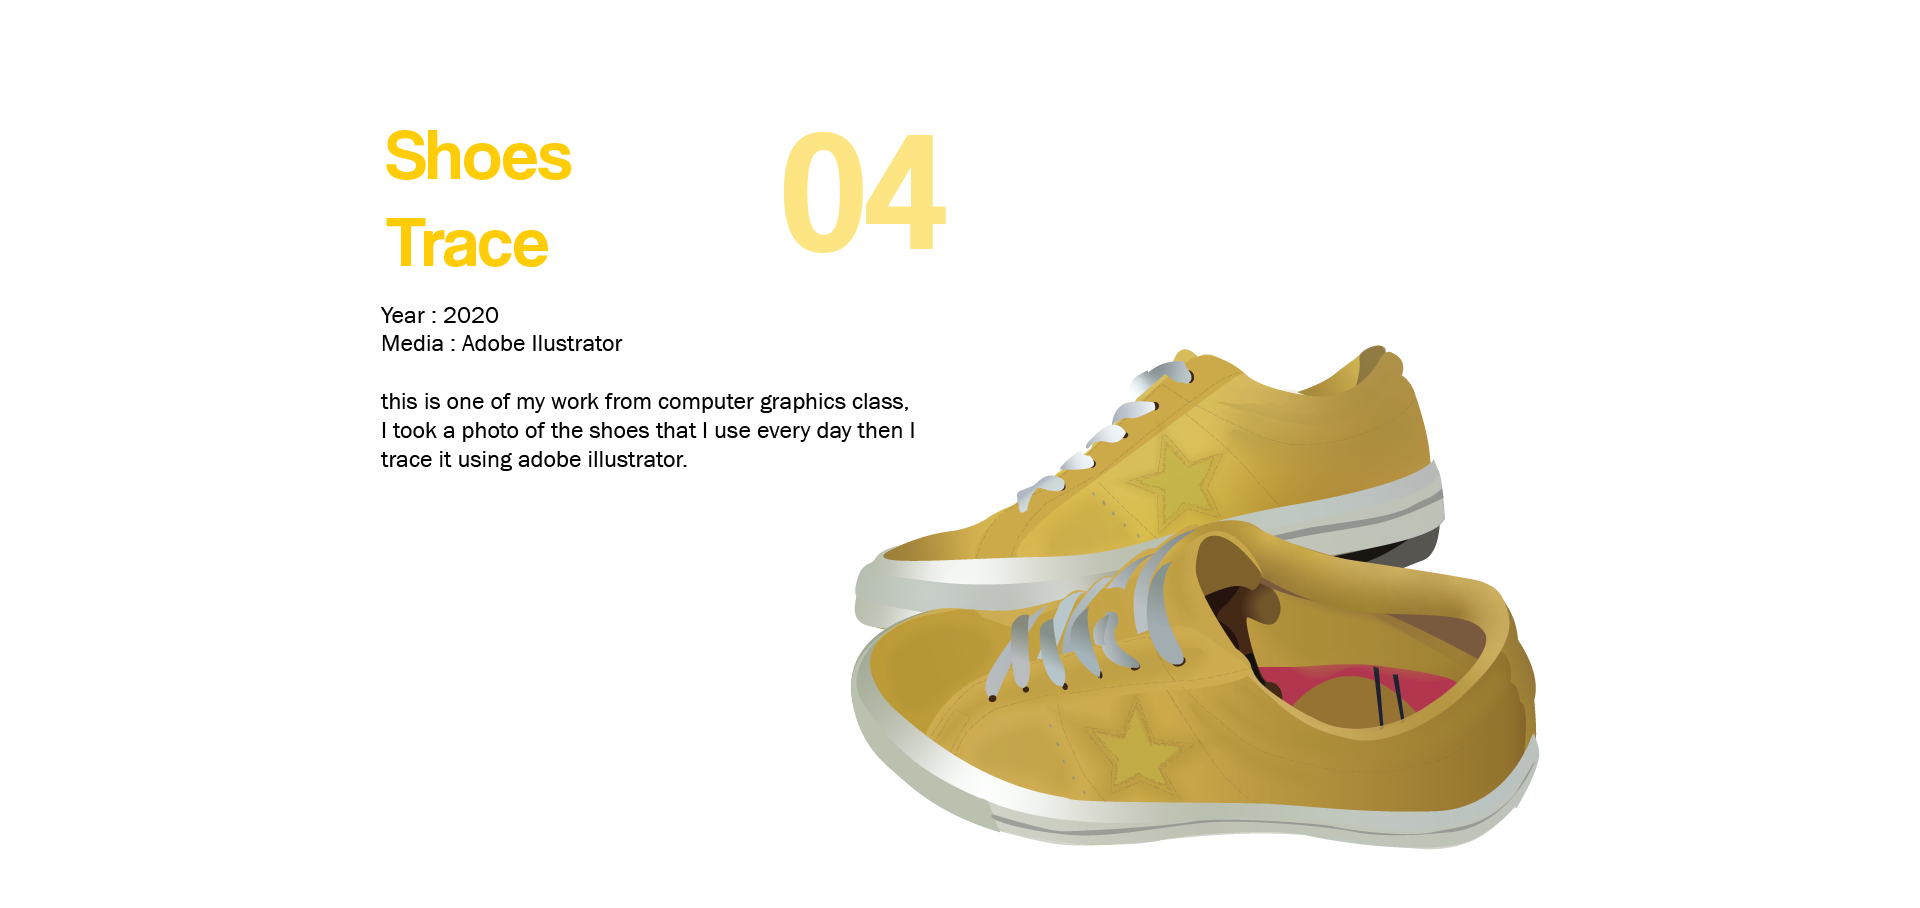 Shoes
Trace
04
Year : 2020
Media : Adobe Ilustrator
this is one of my work from computer graphics class,
I took a photo of the shoes that I use every day then I
trace it using adobe illustrator.